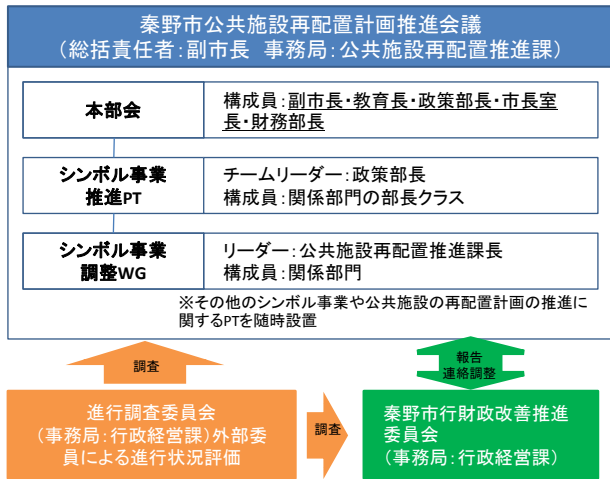 秦野市公共施設再配置計画推進会議
（総括責任者：副市長　事務局：公共施設再配置推進課）
本部会
構成員：副市長・教育長・政策部長・市長室
長・財務部長
シンボル事業
推進PT
チームリーダー：政策部長
構成員：関係部門の部長クラス
シンボル事業
調整WG
リーダー：公共施設再配置推進課長
構成員：関係部門
※その他のシンボル事業や公共施設の再配置計画の推進に
関するPTを随時設置
調査
報告
連絡調整
進行調査委員会
（事務局：行政経営課）外部委
員による進行状況評価
調査
秦野市行財政改善推進
委員会
（事務局：行政経営課）